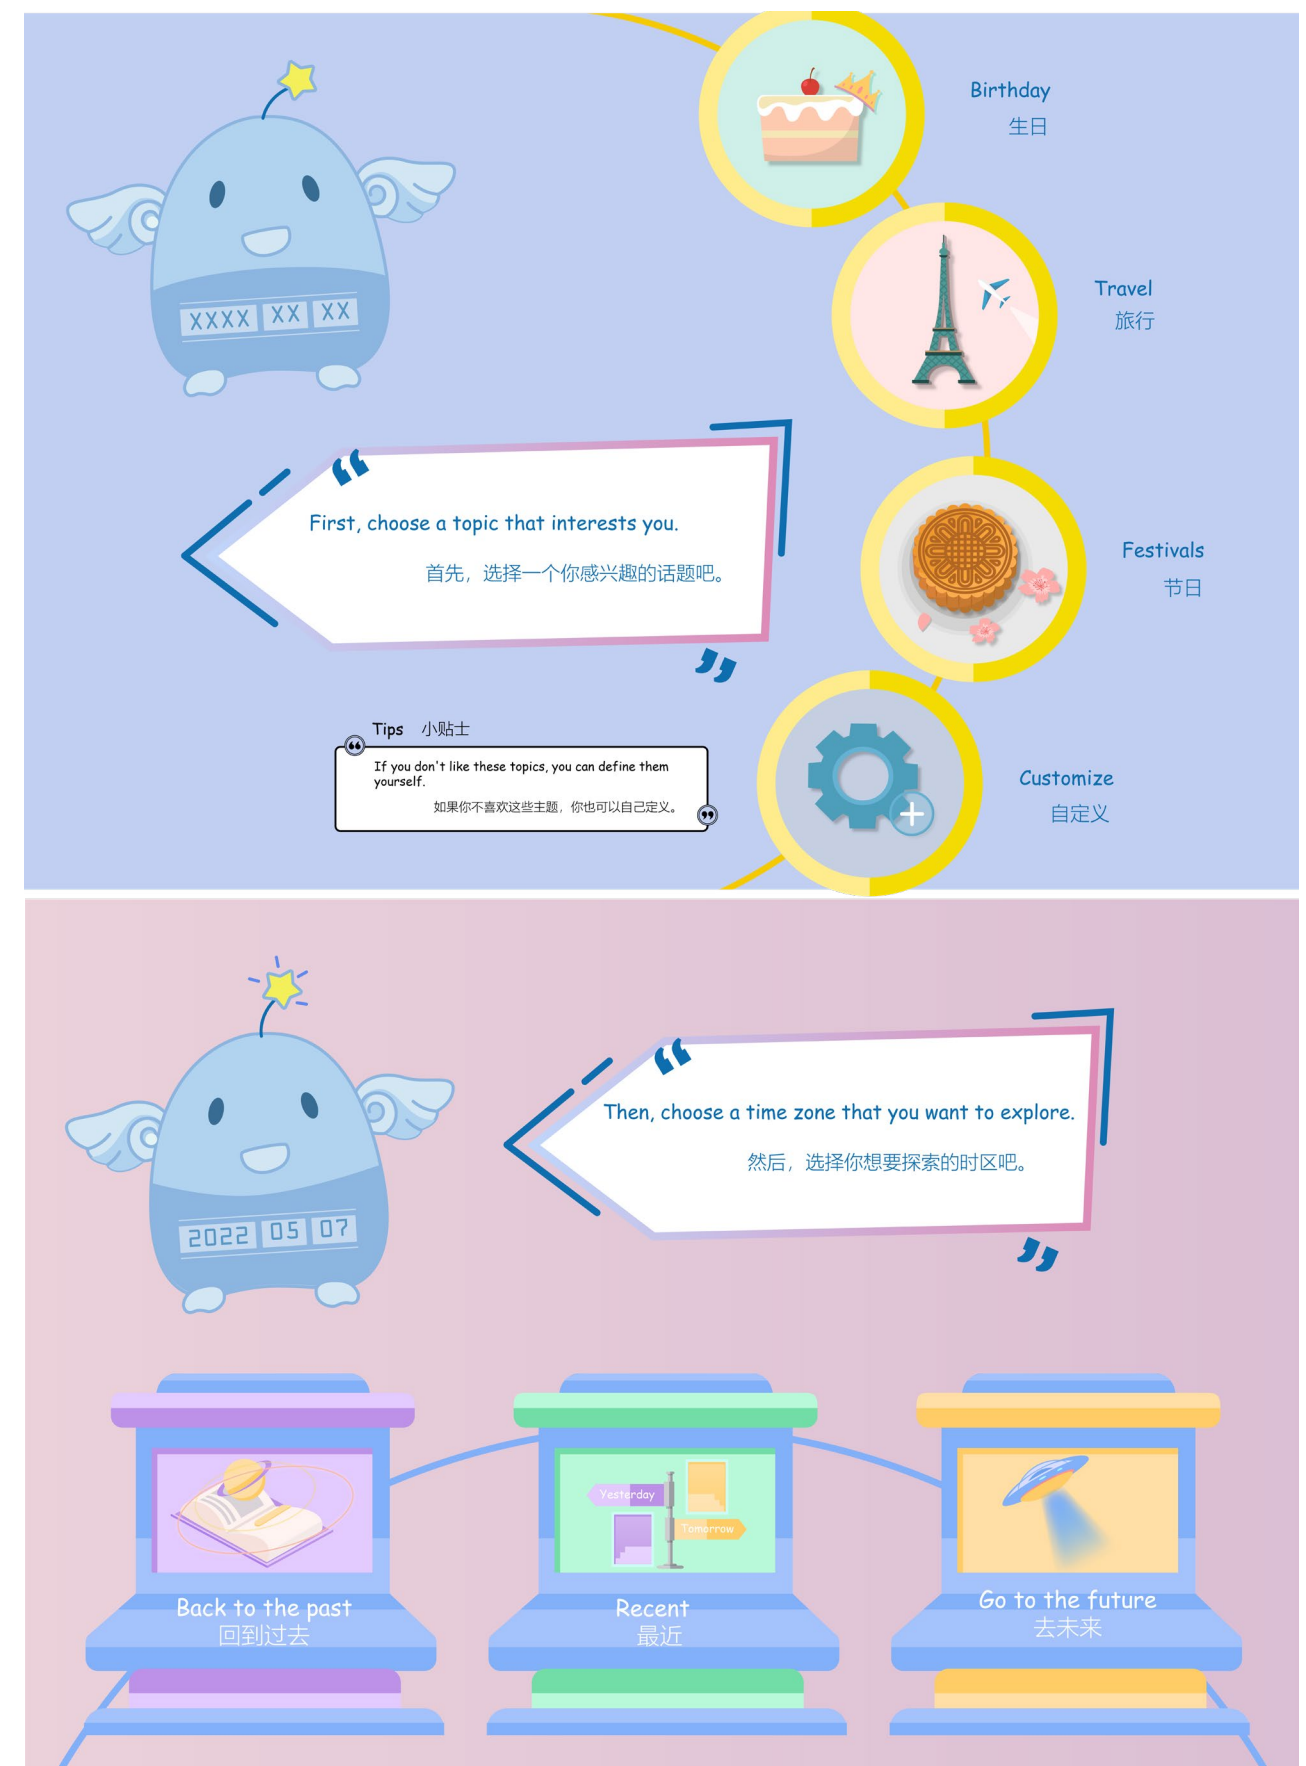 Birthday
生日
Travel
旅行
XXXX XX XX
First, choose a topic that interests you.
首先，选择一个你感兴趣的话题吧。
Festivals
节日
Tips 小贴士
If you don't like these topics, you can define them
yourself.
如果你不喜欢这些主题，你也可以自己定义。
Customize
自定义
Then, choose a time zone that you want to explore.
然后，选择你想要探索的时区吧。
2022 05 07
Yesterday
Tomorrow
Back to the past
回到过去
Recent
最近
Go to the future
去未来